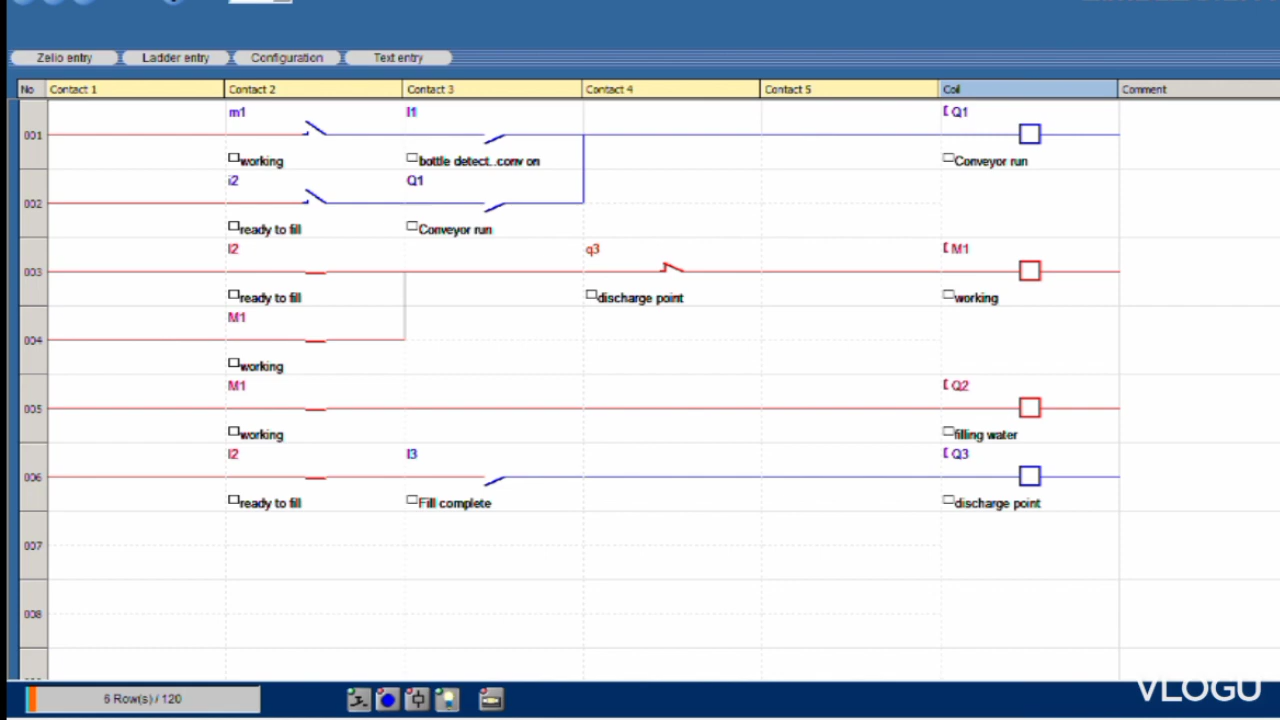 Zelio entry Ladder entry Configuration Text entry
No Contact 1 Contact 2 Contact 3 Contact 4 Contact 5 Coil Comment
m1 I1 [ Q1
001
working bottle detect..conv on Conveyor run
i2 Q1
002
ready to fill Conveyor run
I2 q3 [ M1
003
ready to fill discharge point working
M1
004
working
M1 [ Q2
005
working filling water
I2 I3 [ Q3
006
ready to fill Fill complete discharge point
007
008
6 Row(s) / 120
VLOGU